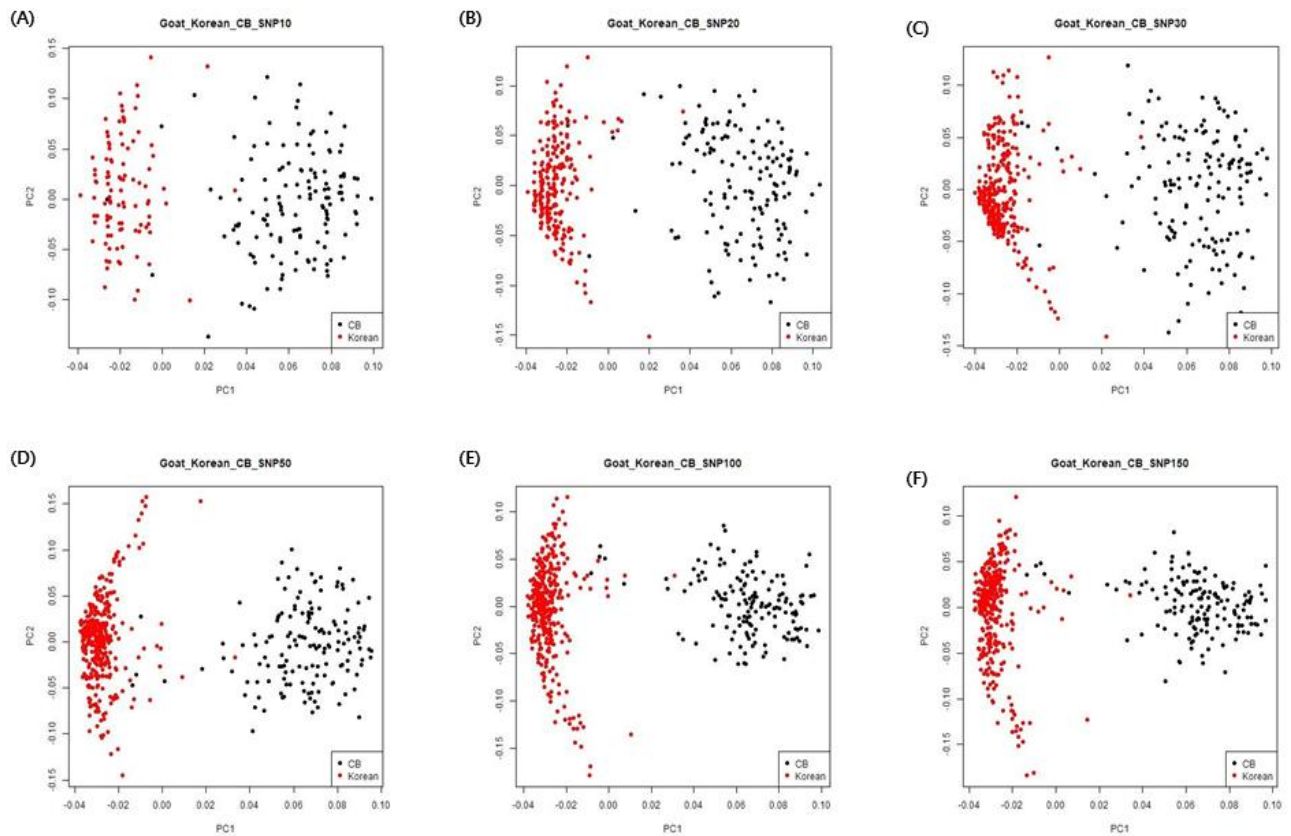 (A)
Goat_Korean_CB_SNP10
PC2
0.15
0.10
0.05
0.00
-0.05
-0.10
-0.04 -0.02 0.00 0.02 0.04 0.06 0.08 0.10
PC1
CB
Korean
(B)
Goat_Korean_CB_SNP20
PC2
0.10
0.05
0.00
-0.05
-0.10
-0.15
-0.04 -0.02 0.00 0.02 0.04 0.06 0.08 0.10
PC1
CB
Korean
(C)
Goat_Korean_CB_SNP30
PC2
0.10
0.05
0.00
-0.05
-0.10
-0.15
-0.04 -0.02 0.00 0.02 0.04 0.06 0.08 0.10
PC1
CB
Korean
(D)
Goat_Korean_CB_SNP50
PC2
0.15
0.10
0.05
0.00
-0.05
-0.10
-0.15
-0.04 -0.02 0.00 0.02 0.04 0.06 0.08 0.10
PC1
CB
Korean
(E)
Goat_Korean_CB_SNP100
PC2
0.10
0.05
0.00
-0.05
-0.10
-0.15
-0.04 -0.02 0.00 0.02 0.04 0.06 0.08 0.10
PC1
CB
Korean
(F)
Goat_Korean_CB_SNP150
PC2
0.10
0.05
0.00
-0.05
-0.10
-0.15
-0.04 -0.02 0.00 0.02 0.04 0.06 0.08 0.10
PC1
CB
Korean